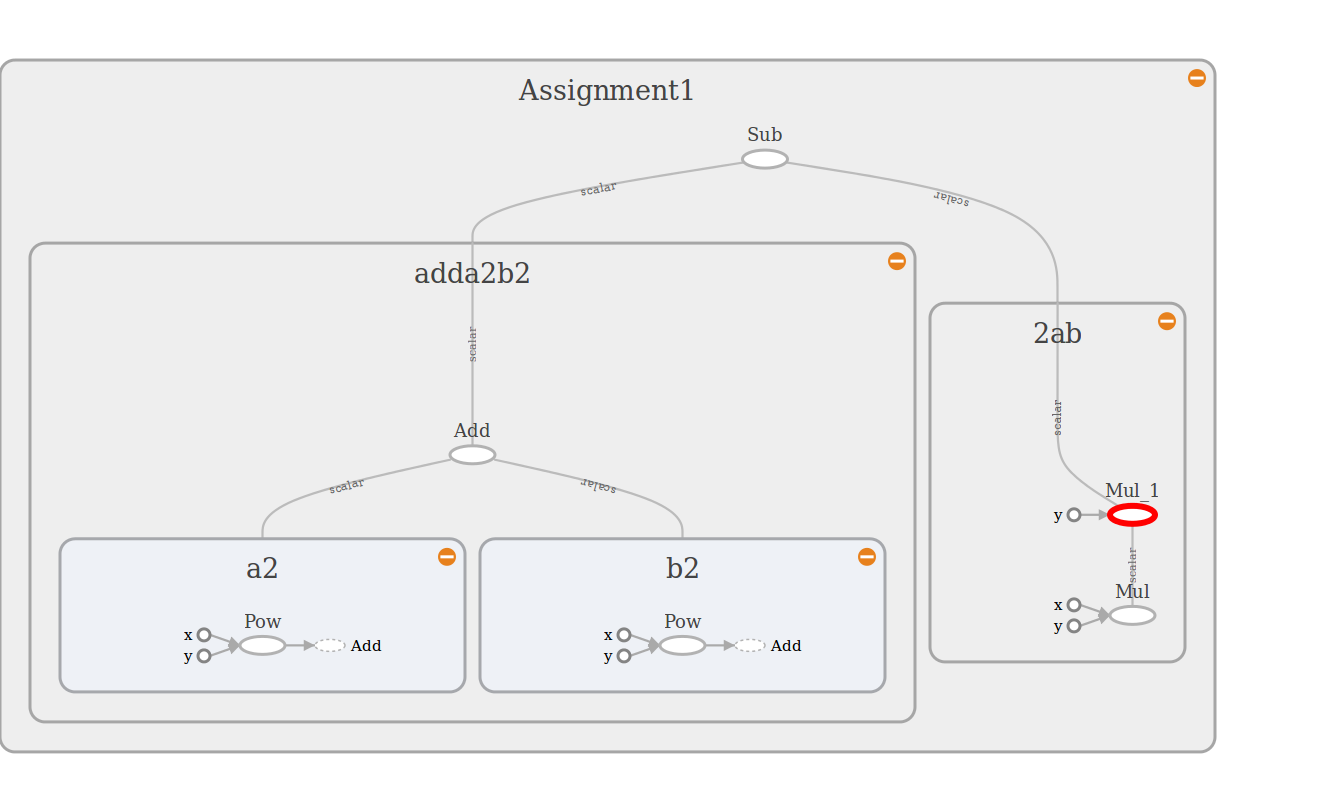 Assignment1
Sub
scalar
scalar
adda2b2
scalar
Add
scalar
scalar
a2
Pow
x
y
Add
b2
Pow
x
y
Add
2ab
scalar
Mul_1
y
scalar
Mul
x
y